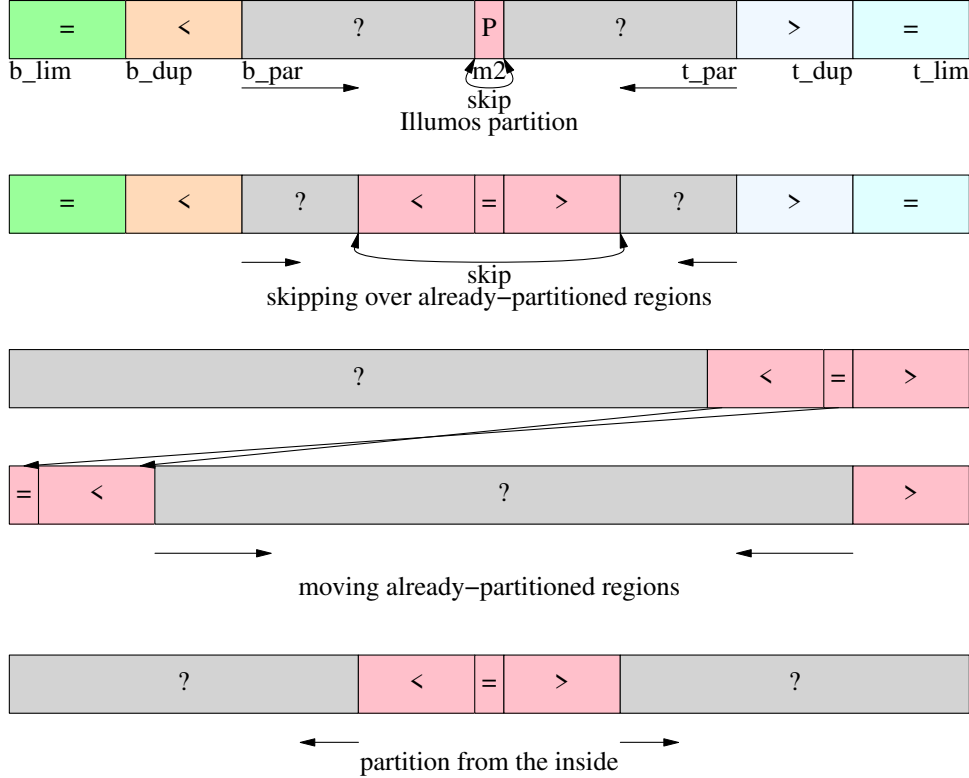 = < ? P ? > =
b_lim b_dup b_par m2 t_par t_dup t_lim
skip
Illumos partition
= < ? < = > ? > =
skip
skipping over already−partitioned regions
? < = >
= < ? >
moving already−partitioned regions
? < = > ?
partition from the inside